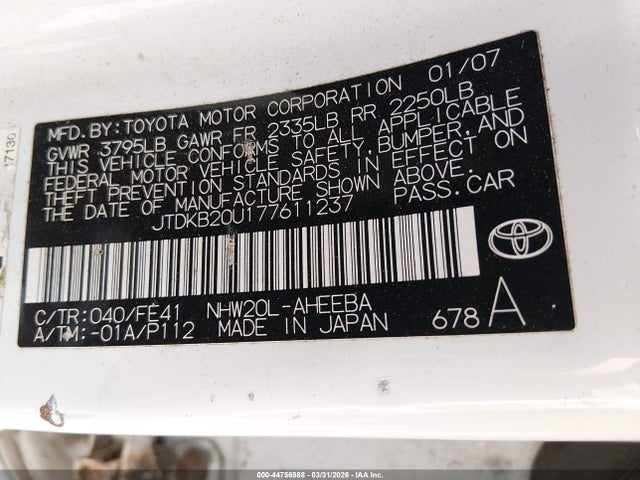 01/07
MFD.BY:TOYOTA MOTOR CORPORATION
GVWR 3795LB GAWR FR 2335LB RR 2250LB
THIS VEHICLE CONFORMS TO ALL APPLICABLE
FEDERAL MOTOR VEHICLE SAFETY,BUMPER,AND
THEFT PREVENTION STANDARDS IN EFFECT ON
THE DATE OF MANUFACTURE SHOWN ABOVE.
JTDKB20U177611237 PASS.CAR
C/TR:040/FE41 NHW20L-AHEEBA
A/TM:-01A/P112 MADE IN JAPAN 678 A
000-44756988 - 03/31/2026 - IAA, Inc.